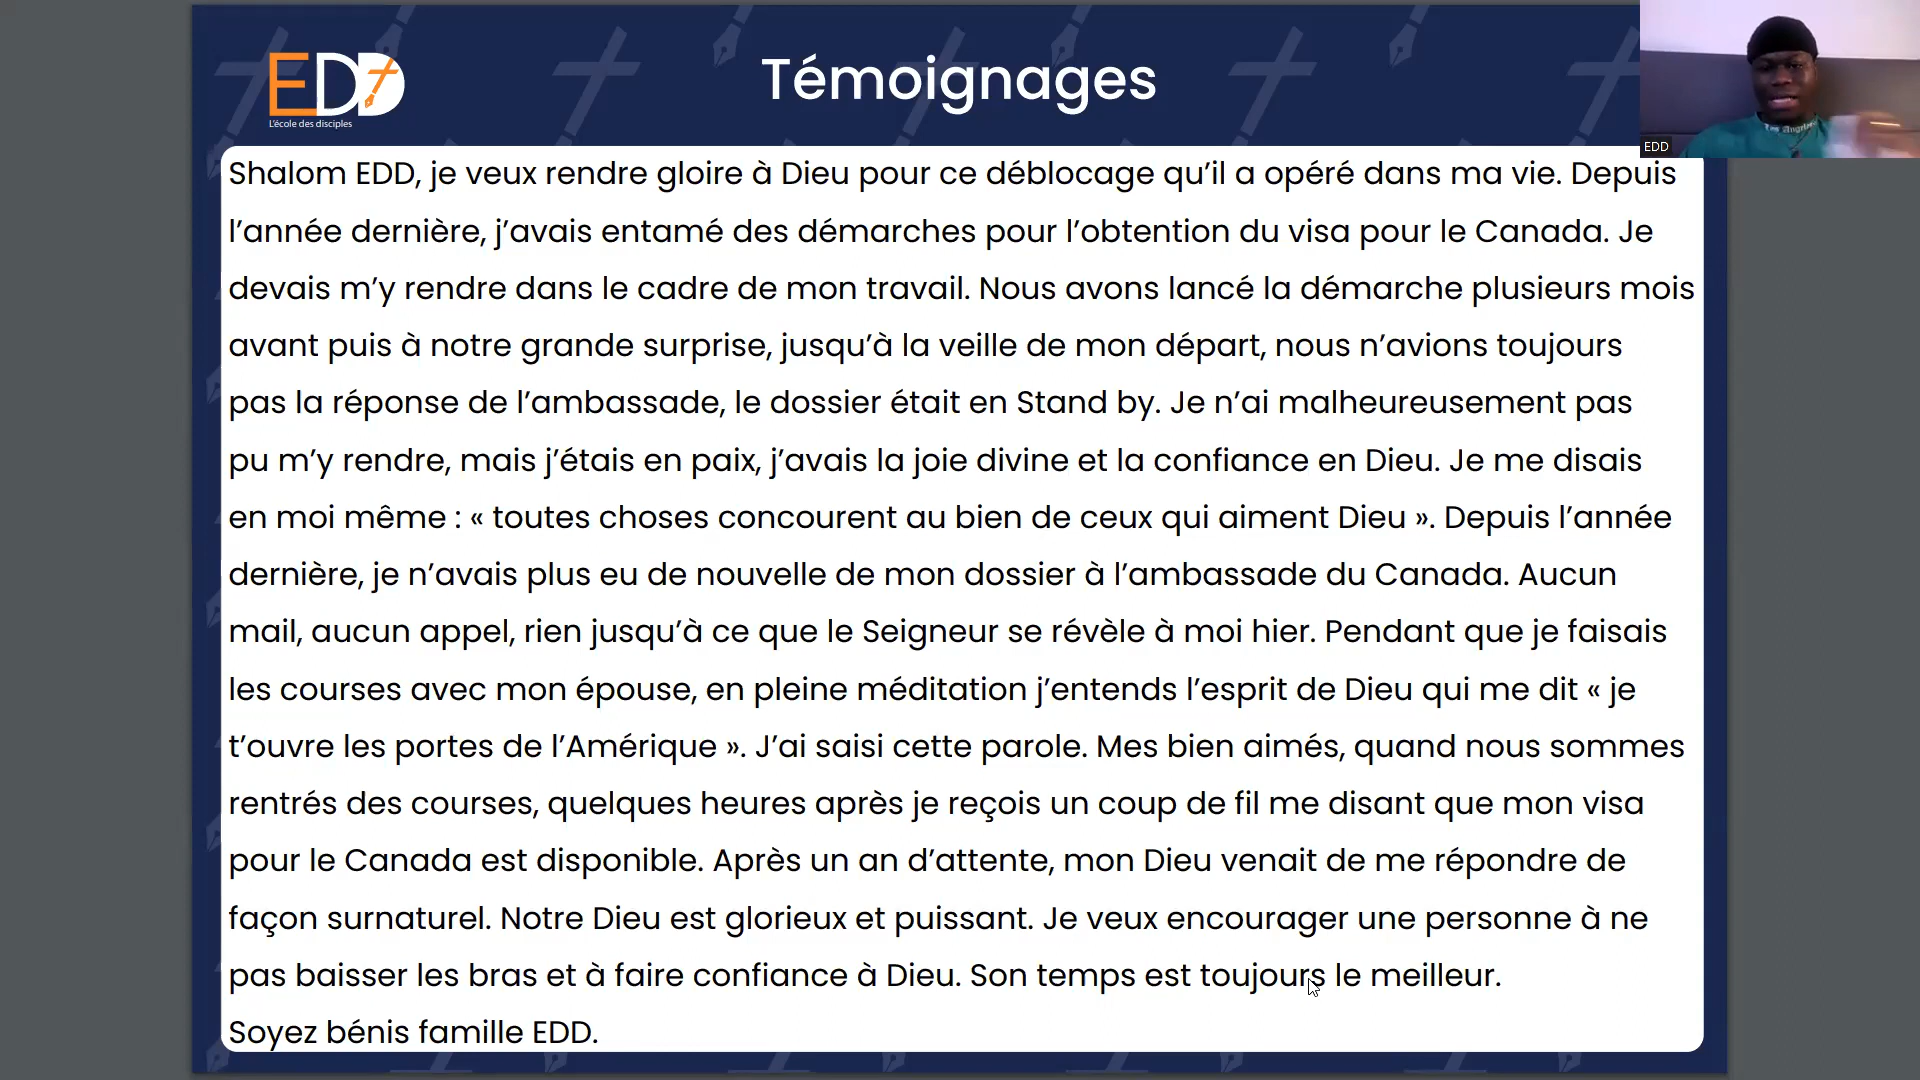 EDD
L'école des disciples
Témoignages
Los Angeles
EDD
Shalom EDD, je veux rendre gloire à Dieu pour ce déblocage qu'il a opéré dans ma vie. Depuis
l'année dernière, j'avais entamé des démarches pour l'obtention du visa pour le Canada. Je
devais m'y rendre dans le cadre de mon travail. Nous avons lancé la démarche plusieurs mois
avant puis à notre grande surprise, jusqu'à la veille de mon départ, nous n'avions toujours
pas la réponse de l'ambassade, le dossier était en Stand by. Je n'ai malheureusement pas
pu m'y rendre, mais j'étais en paix, j'avais la joie divine et la confiance en Dieu. Je me disais
en moi même : « toutes choses concourent au bien de ceux qui aiment Dieu ». Depuis l'année
dernière, je n'avais plus eu de nouvelle de mon dossier à l'ambassade du Canada. Aucun
mail, aucun appel, rien jusqu'à ce que le Seigneur se révèle à moi hier. Pendant que je faisais
les courses avec mon épouse, en pleine méditation j'entends l'esprit de Dieu qui me dit « je
t'ouvre les portes de l'Amérique ». J'ai saisi cette parole. Mes bien aimés, quand nous sommes
rentrés des courses, quelques heures après je reçois un coup de fil me disant que mon visa
pour le Canada est disponible. Après un an d'attente, mon Dieu venait de me répondre de
façon surnaturel. Notre Dieu est glorieux et puissant. Je veux encourager une personne à ne
pas baisser les bras et à faire confiance à Dieu. Son temps est toujours le meilleur.
Soyez bénis famille EDD.